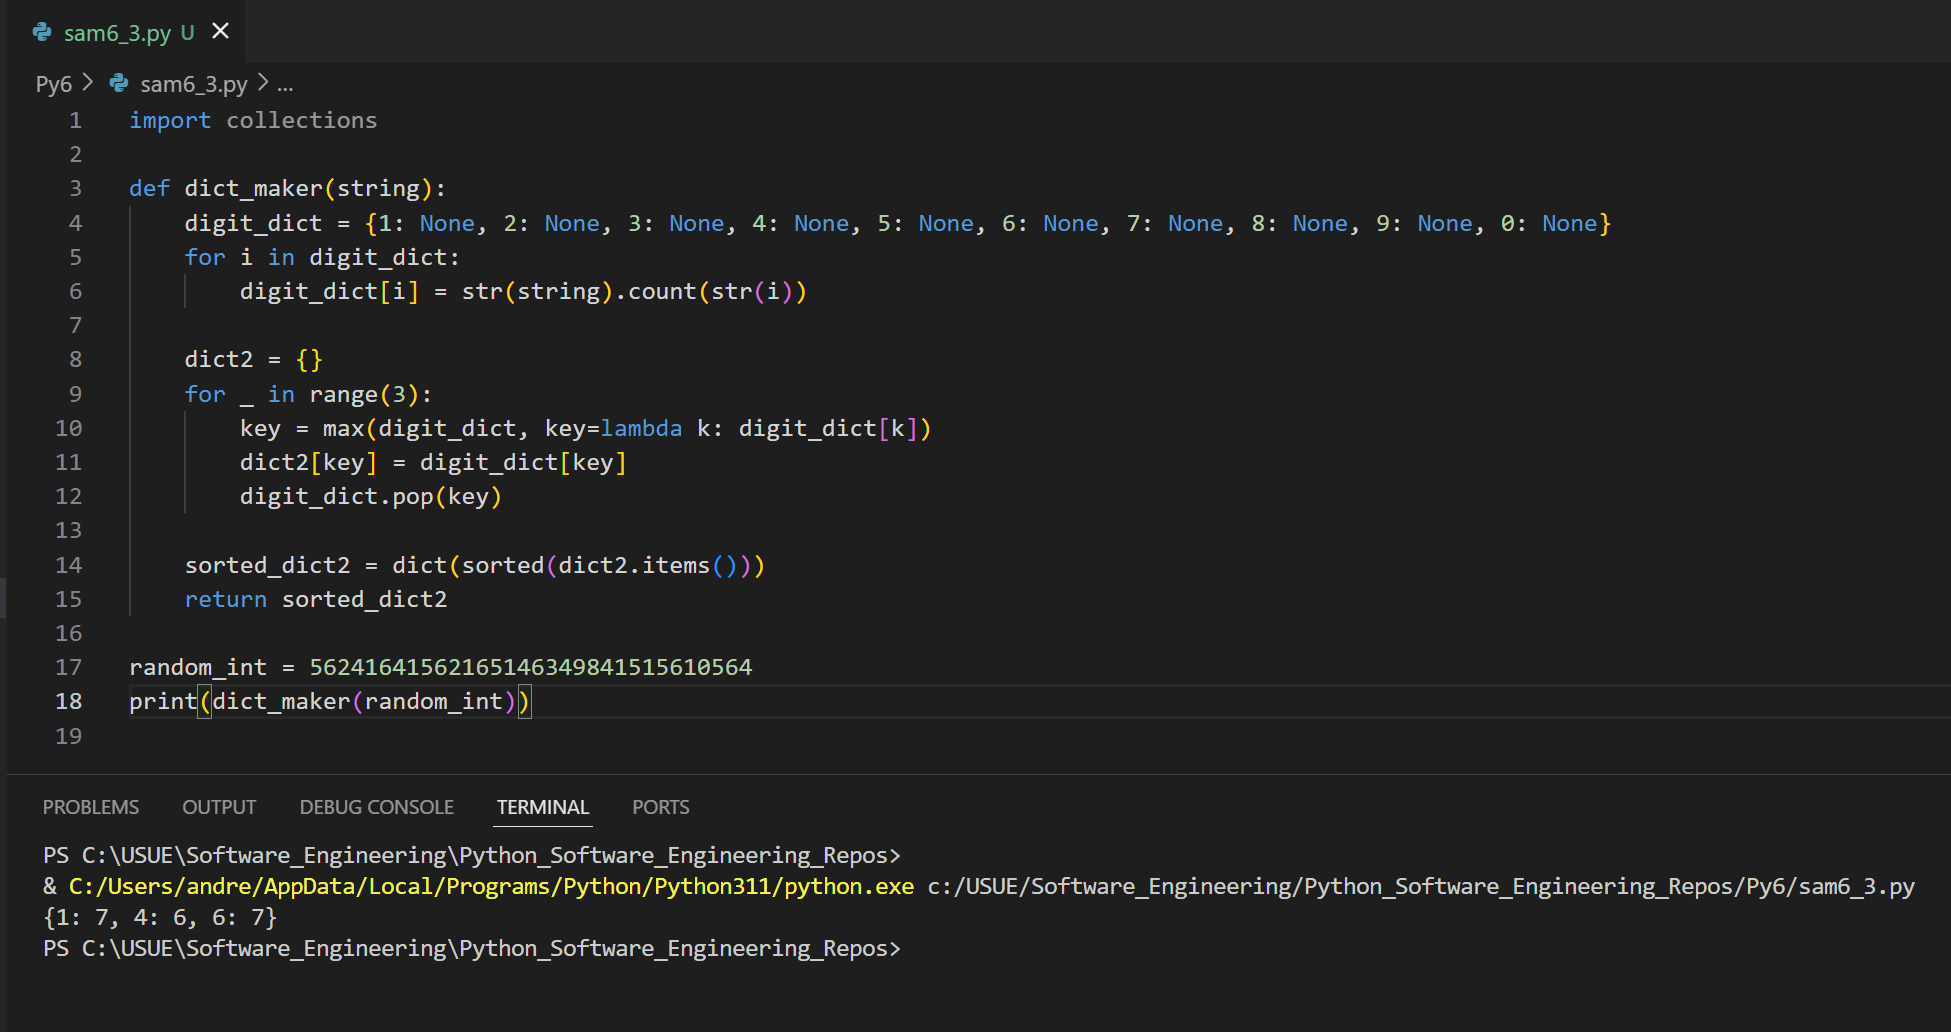 sam6_3.py U
Py6 > sam6_3.py > ...
1 import collections
2
3 def dict_maker(string):
4     digit_dict = {1: None, 2: None, 3: None, 4: None, 5: None, 6: None, 7: None, 8: None, 9: None, 0: None}
5     for i in digit_dict:
6         digit_dict[i] = str(string).count(str(i))
7
8     dict2 = {}
9     for _ in range(3):
10         key = max(digit_dict, key=lambda k: digit_dict[k])
11         dict2[key] = digit_dict[key]
12         digit_dict.pop(key)
13
14     sorted_dict2 = dict(sorted(dict2.items()))
15     return sorted_dict2
16
17 random_int = 56241641562165146349841515610564
18 print(dict_maker(random_int))
19
PROBLEMS OUTPUT DEBUG CONSOLE TERMINAL PORTS
PS C:\USUE\Software_Engineering\Python_Software_Engineering_Repos>
& C:/Users/andre/AppData/Local/Programs/Python/Python311/python.exe c:/USUE/Software_Engineering/Python_Software_Engineering_Repos/Py6/sam6_3.py
{1: 7, 4: 6, 6: 7}
PS C:\USUE\Software_Engineering\Python_Software_Engineering_Repos>